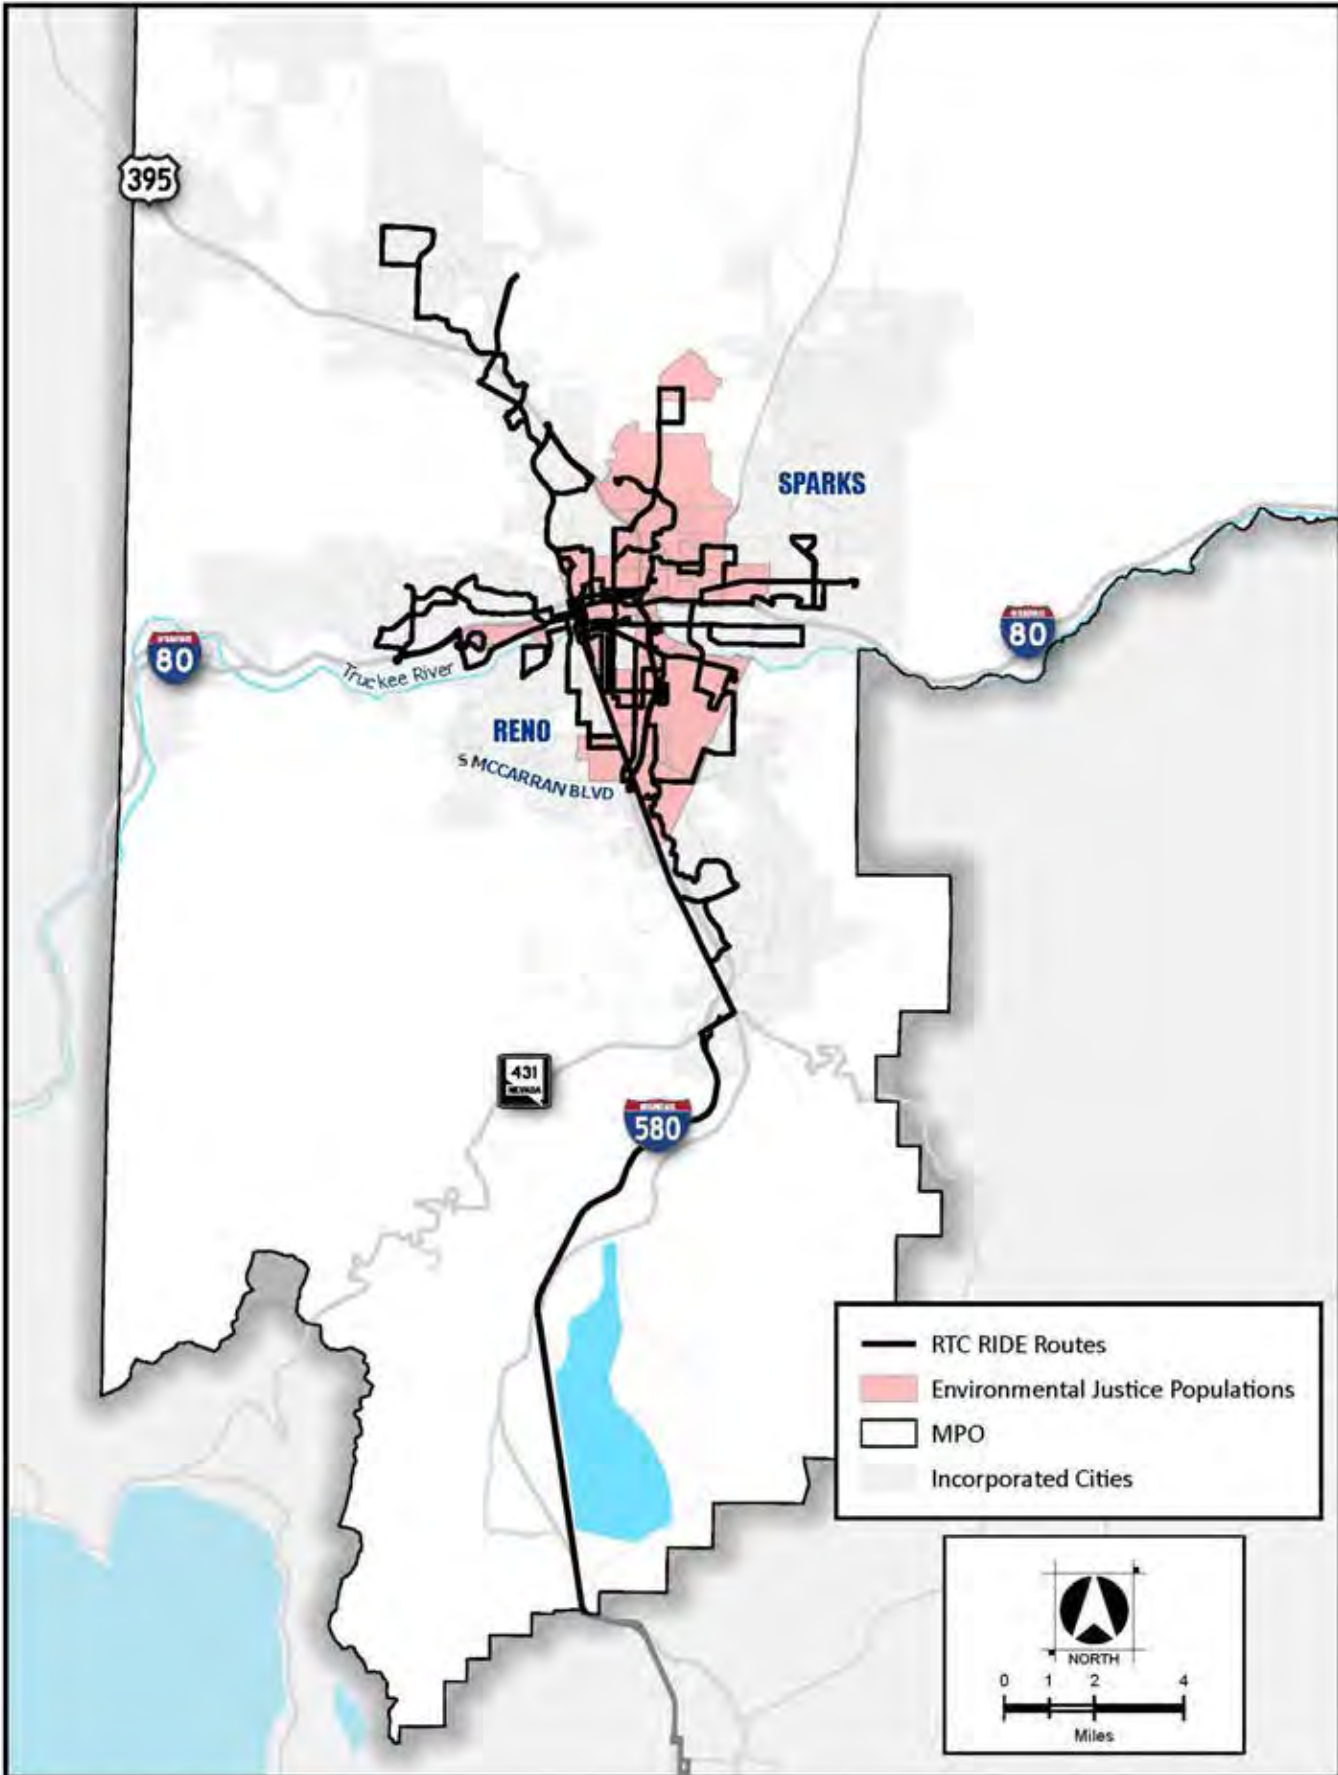 395
SPARKS
80
80
Truckee River
RENO
S MCCARRAN BLVD
431
NEVADA
580
RTC RIDE Routes
Environmental Justice Populations
MPO
Incorporated Cities
NORTH
0 1 2 4
Miles